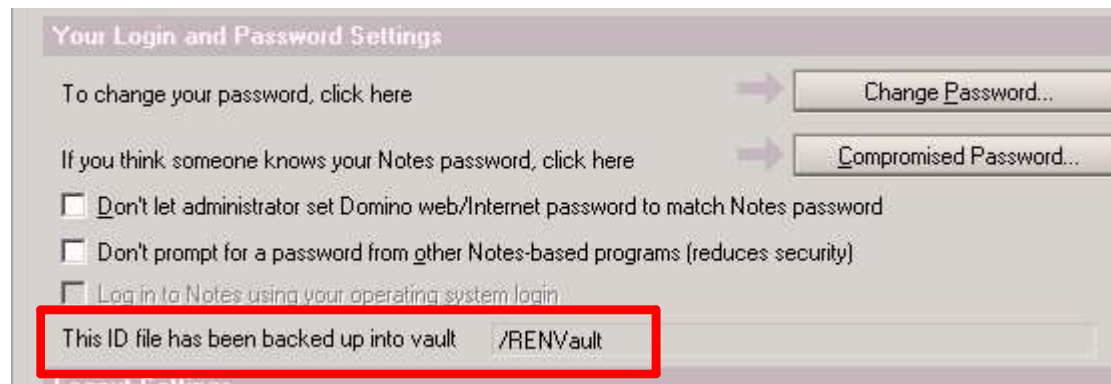 Your Login and Password Settings
To change your password, click here
Change Password...
If you think someone knows your Notes password, click here
Compromised Password...
Don't let administrator set Domino web/Internet password to match Notes password
Don't prompt for a password from other Notes-based programs (reduces security)
Log in to Notes using your operating system login
This ID file has been backed up into vault /RENVault